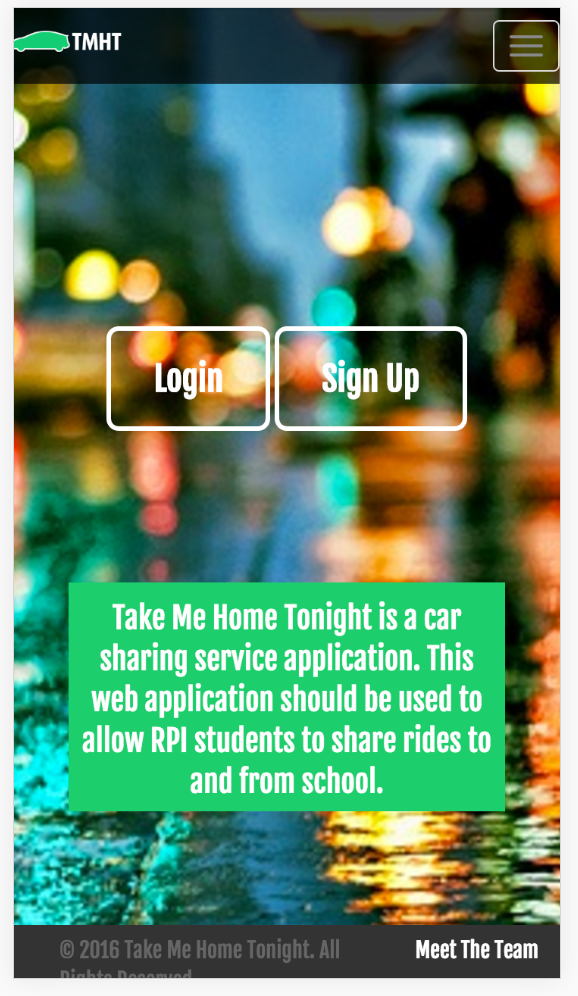 TMHT
Login
Sign Up
Take Me Home Tonight is a car
sharing service application. This
web application should be used to
allow RPI students to share rides to
and from school.
© 2016 Take Me Home Tonight. All
Rights Reserved
Meet The Team